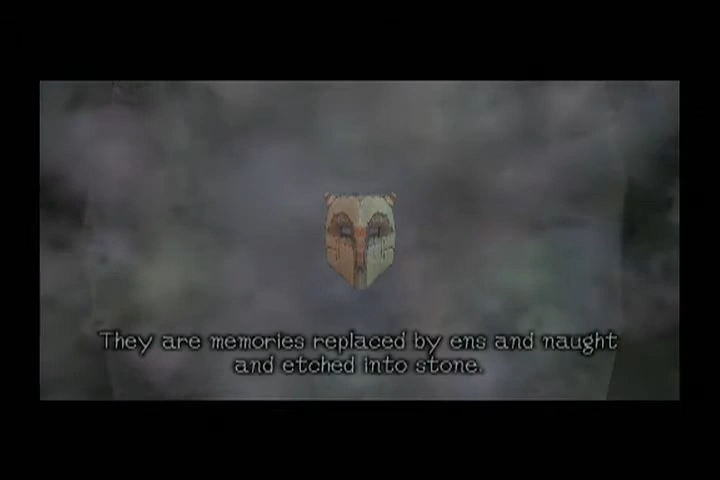 They are memories replaced by ens and naught
and etched into stone.